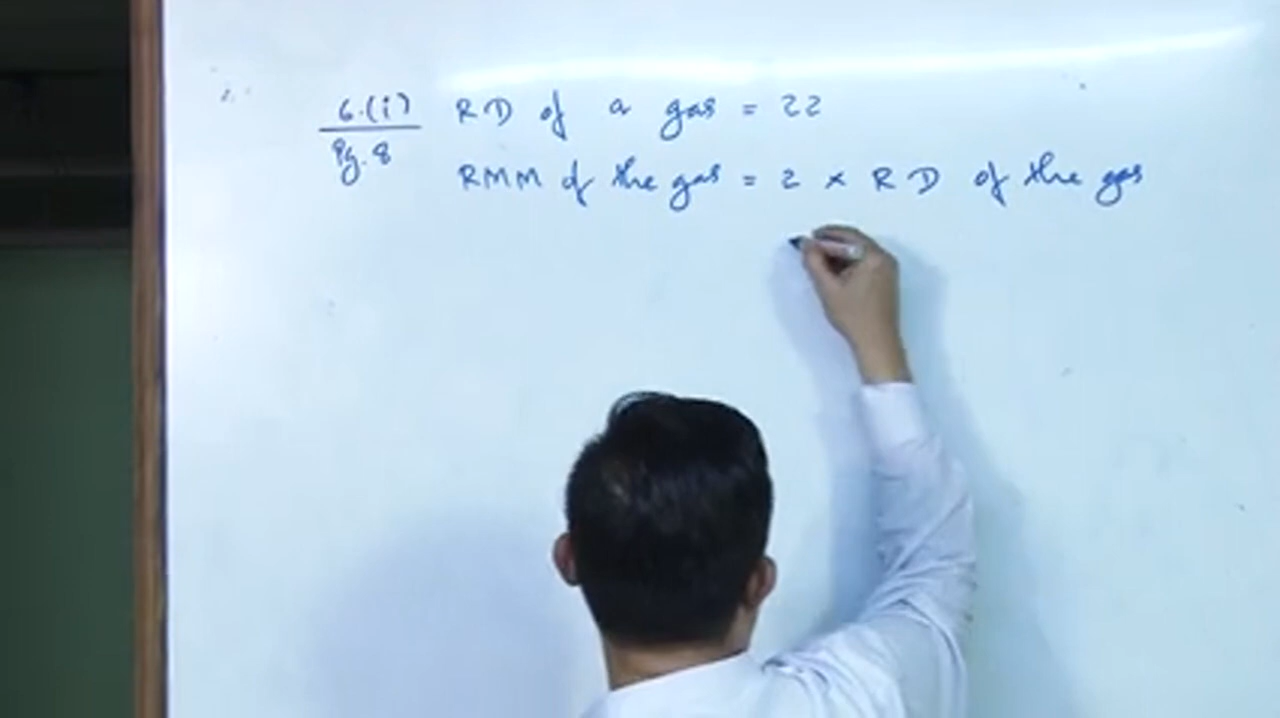 6.(i) RD of a gas = 22
Pg. 8
RMM of the gas = 2 × RD of the gas